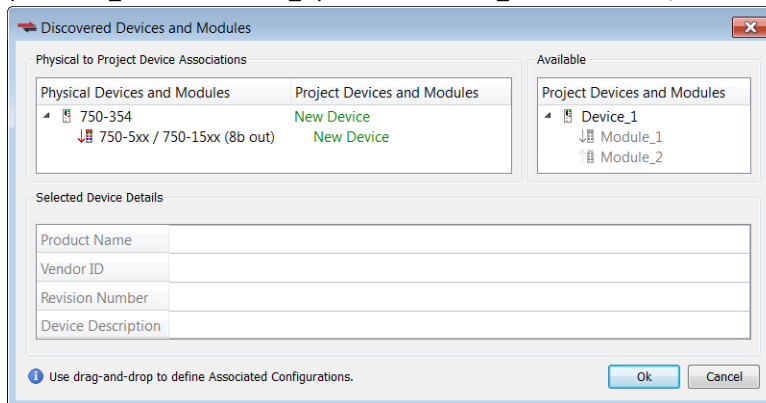 Discovered Devices and Modules
Physical to Project Device Associations
Available
Physical Devices and Modules Project Devices and Modules
Project Devices and Modules
750-354 New Device
Device_1
750-5xx / 750-15xx (8b out) New Device
Module_1
Module_2
Selected Device Details
Product Name
Vendor ID
Revision Number
Device Description
Use drag-and-drop to define Associated Configurations.
Ok Cancel